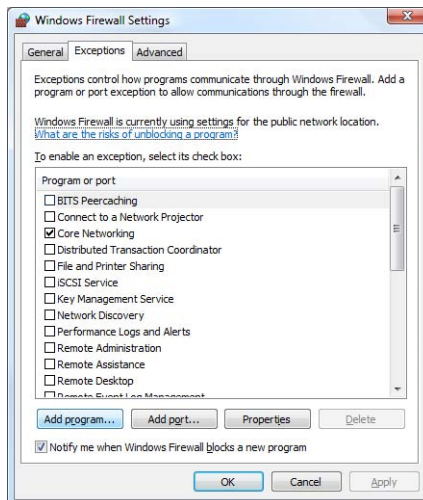 Windows Firewall Settings
General Exceptions Advanced
Exceptions control how programs communicate through Windows Firewall. Add a
program or port exception to allow communications through the firewall.
Windows Firewall is currently using settings for the public network location.
What are the risks of unblocking a program?
To enable an exception, select its check box:
Program or port
BITS Peercaching
Connect to a Network Projector
Core Networking
Distributed Transaction Coordinator
File and Printer Sharing
iSCSI Service
Key Management Service
Network Discovery
Performance Logs and Alerts
Remote Administration
Remote Assistance
Remote Desktop
Remote Event Log Management
Add program... Add port... Properties Delete
Notify me when Windows Firewall blocks a new program
OK Cancel Apply